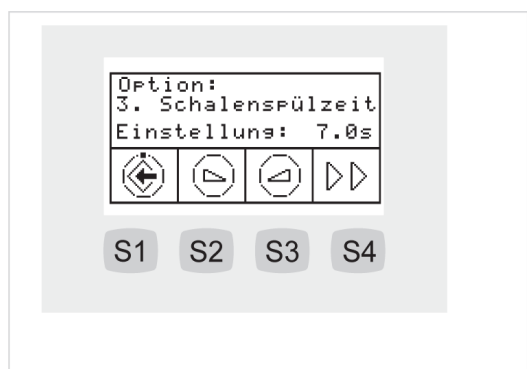 Option:
3. Schalenspülzeit
Einstellung: 7.0s
S1 S2 S3 S4